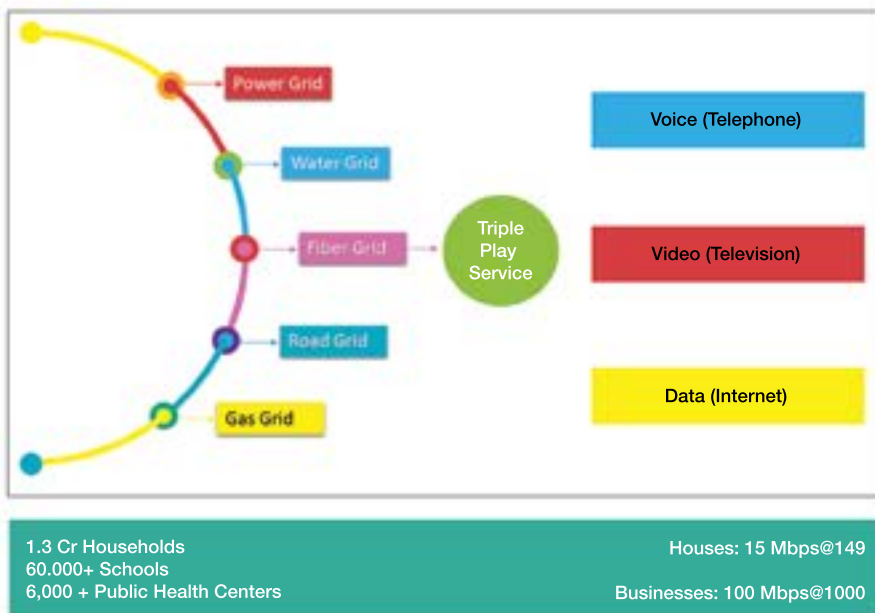 Power Grid
Voice (Telephone)
Water Grid
Triple
Play
Service
Fiber Grid
Video (Television)
Road Grid
Data (Internet)
Gas Grid
1.3 Cr Households
60.000+ Schools
6,000 + Public Health Centers
Houses: 15 Mbps@149
Businesses: 100 Mbps@1000